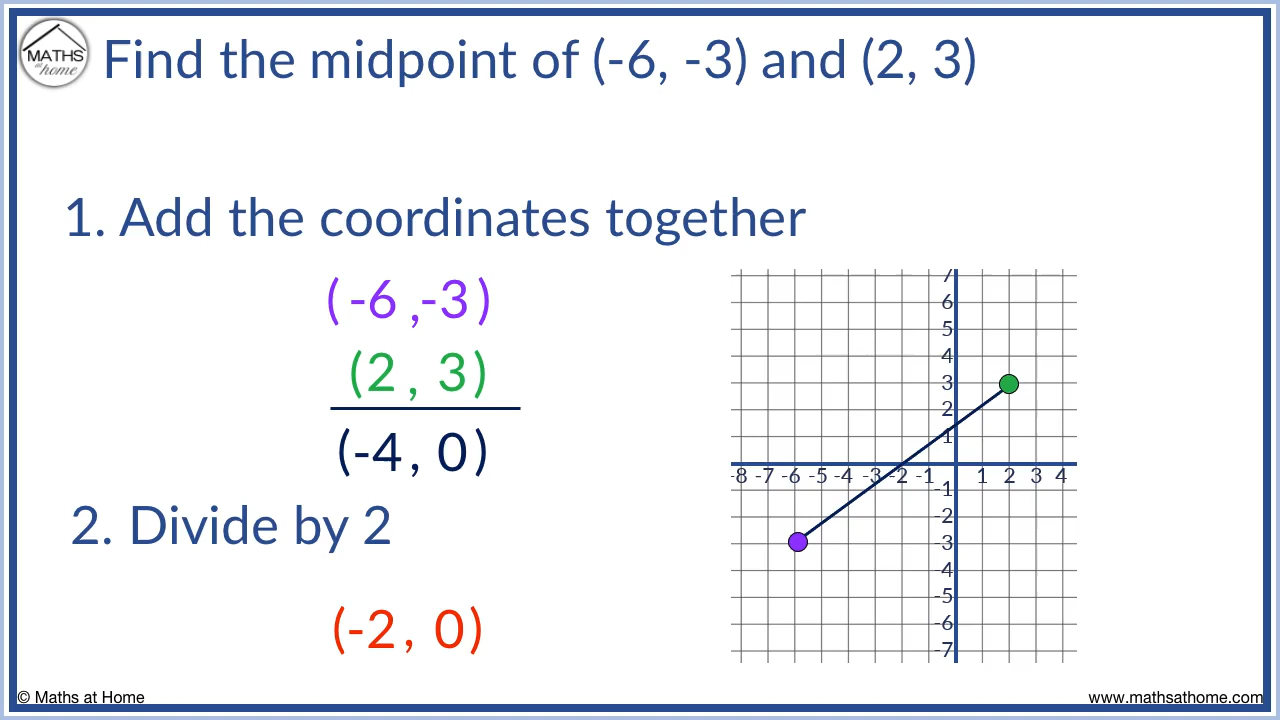 MATHS
at home
Find the midpoint of (-6, -3) and (2, 3)
1. Add the coordinates together
(-6 ,-3)
(2, 3)
(-4, 0)
2. Divide by 2
(-2, 0)
7
6
5
4
3
2
1
-8 -7 -6 -5 -4 -3 -2 -1 1 2 3 4
-1
-2
-3
-4
-5
-6
-7
© Maths at Home
www.mathsathome.com